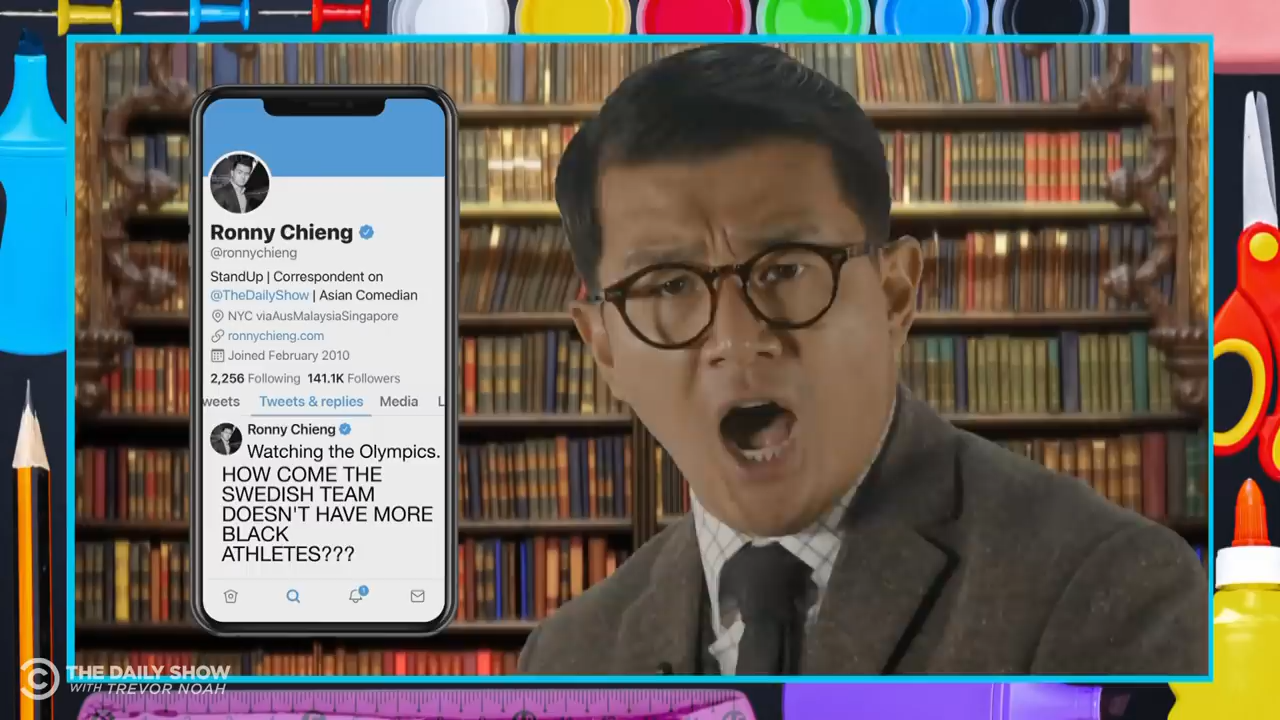 Ronny Chieng
@ronnychieng
StandUp | Correspondent on
@TheDailyShow | Asian Comedian
NYC viaAusMalaysiaSingapore
ronnychieng.com
Joined February 2010
2,256 Following 141.1K Followers
weets Tweets & replies Media L
Ronny Chieng
Watching the Olympics.
HOW COME THE
SWEDISH TEAM
DOESN'T HAVE MORE
BLACK
ATHLETES???
1
C THE DAILY SHOW
WITH TREVOR NOAH